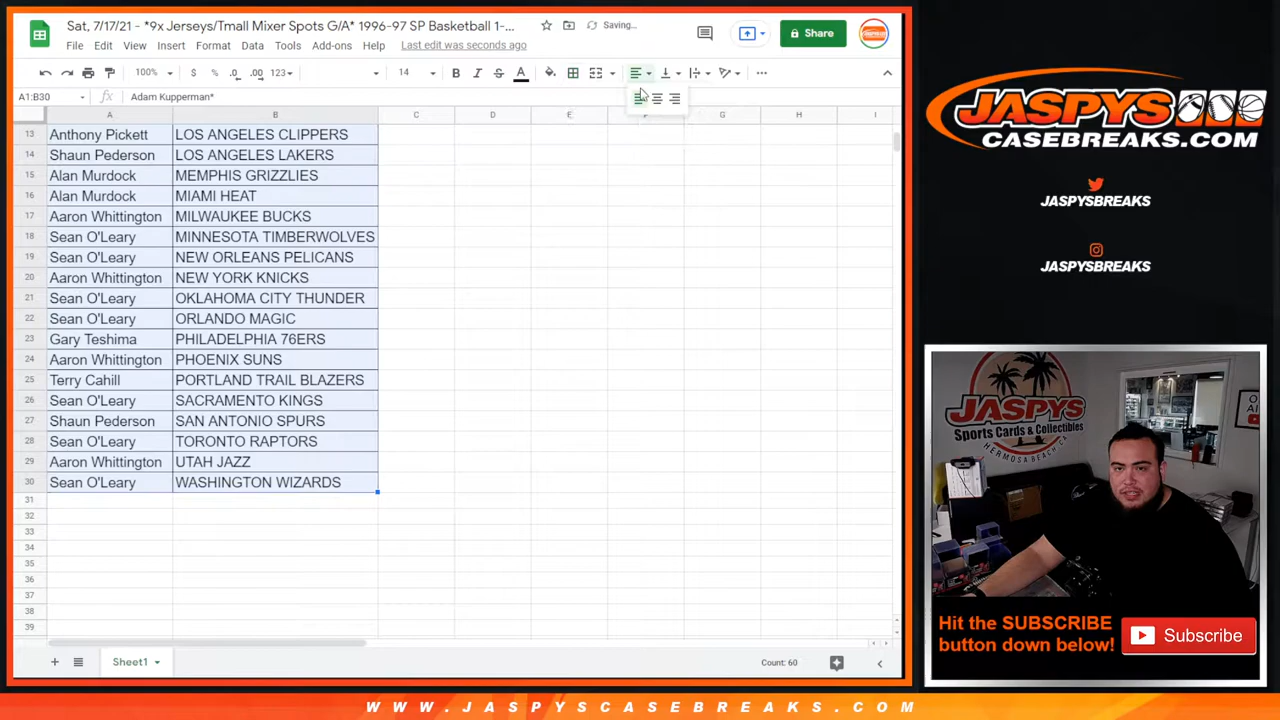 Sat, 7/17/21 - *9x Jerseys/Tmall Mixer Spots G/A* 1996-97 SP Basketball 1-...
Saving...
Share
File Edit View Insert Format Data Tools Add-ons Help Last edit was seconds ago
100% $ % .0 .00 123 14 B I S A
A1:B30 fx Adam Kupperman*
A B C D E F G H I
13 Anthony Pickett LOS ANGELES CLIPPERS
14 Shaun Pederson LOS ANGELES LAKERS
15 Alan Murdock MEMPHIS GRIZZLIES
16 Alan Murdock MIAMI HEAT
17 Aaron Whittington MILWAUKEE BUCKS
18 Sean O'Leary MINNESOTA TIMBERWOLVES
19 Sean O'Leary NEW ORLEANS PELICANS
20 Aaron Whittington NEW YORK KNICKS
21 Sean O'Leary OKLAHOMA CITY THUNDER
22 Sean O'Leary ORLANDO MAGIC
23 Gary Teshima PHILADELPHIA 76ERS
24 Aaron Whittington PHOENIX SUNS
25 Terry Cahill PORTLAND TRAIL BLAZERS
26 Sean O'Leary SACRAMENTO KINGS
27 Shaun Pederson SAN ANTONIO SPURS
28 Sean O'Leary TORONTO RAPTORS
29 Aaron Whittington UTAH JAZZ
30 Sean O'Leary WASHINGTON WIZARDS
31
32
33
34
35
36
37
38
39
Sheet1
Count: 60
JASPYS
CASEBREAKS.COM
JASPYSBREAKS
JASPYSBREAKS
JASPYS
Sports Cards & Collectibles
HERMOSA BEACH CA
Hit the SUBSCRIBE
button down below!
Subscribe
WWW.JASPYSCASEBREAKS.COM